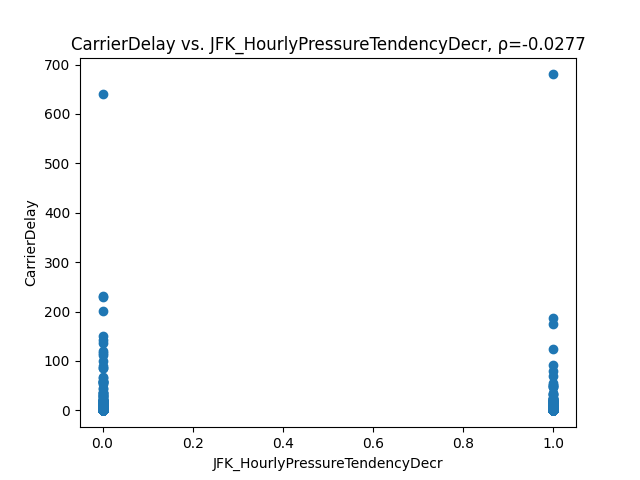 CarrierDelay vs. JFK_HourlyPressureTendencyDecr, ρ=-0.0277
700
600
500
400
300
200
100
0
CarrierDelay
0.0 0.2 0.4 0.6 0.8 1.0
JFK_HourlyPressureTendencyDecr